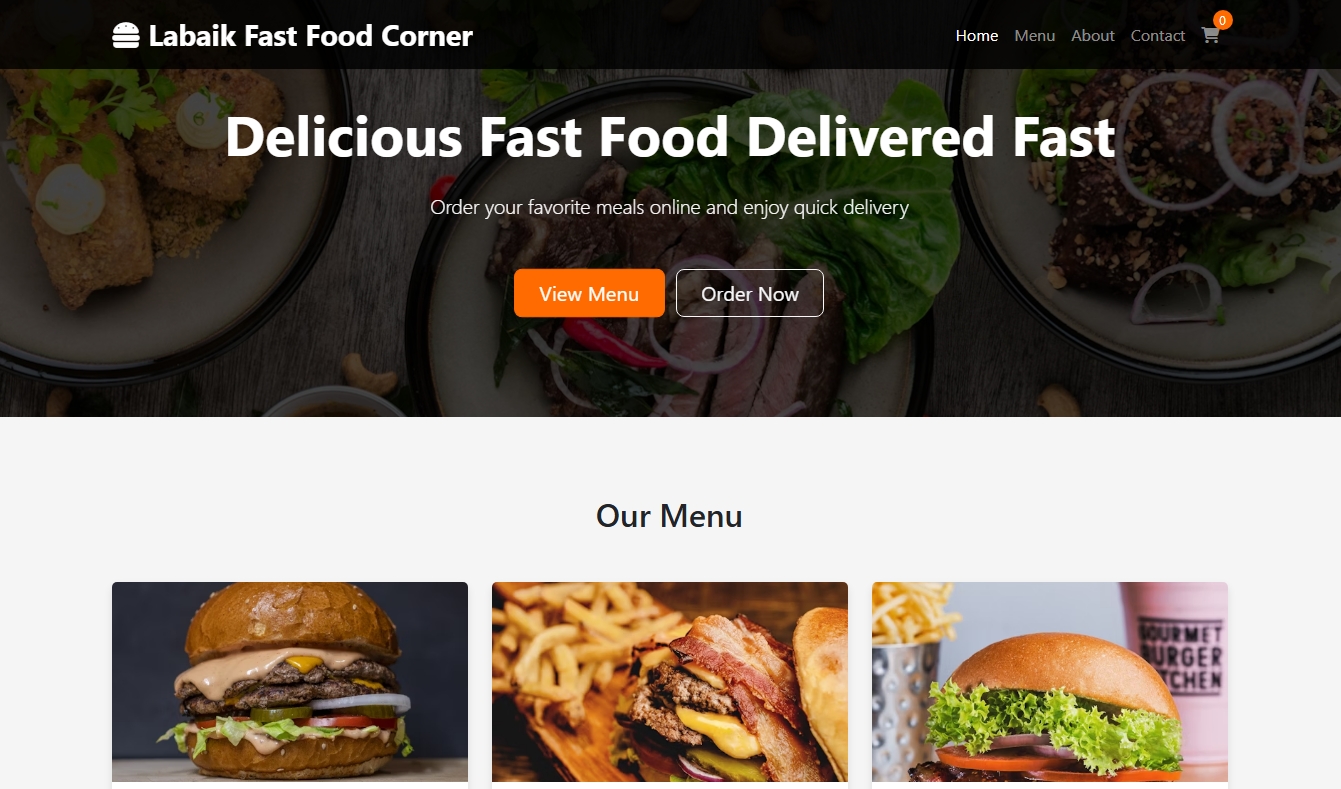 Labaik Fast Food Corner
Home Menu About Contact 0
Delicious Fast Food Delivered Fast
Order your favorite meals online and enjoy quick delivery
View Menu Order Now
Our Menu
GOURMET
BURGER
KITCHEN